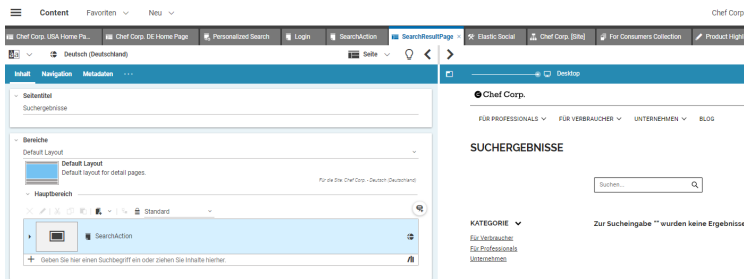 Content Favoriten Neu Chef Corp
Chef Corp. USA Home Pa... Chef Corp. DE Home Page Personalized Search Login SearchAction SearchResultPage × Elastic Social Chef Corp. [Site] For Consumers Collection Product Highl
Deutsch (Deutschland) Seite
Inhalt Navigation Metadaten ···
Desktop
Seitentitel
Suchergebnisse
Bereiche
Default Layout
Default Layout
Default layout for detail pages.
Für die Site: Chef Corp. - Deutsch (Deutschland)
Hauptbereich
Standard
SearchAction
Geben Sie hier einen Suchbegriff ein oder ziehen Sie Inhalte hierher.
Chef Corp.
FÜR PROFESSIONALS FÜR VERBRAUCHER UNTERNEHMEN BLOG
SUCHERGEBNISSE
Suchen...
KATEGORIE
Für Verbraucher
Für Professionals
Unternehmen
Zur Sucheingabe "" wurden keine Ergebnisse